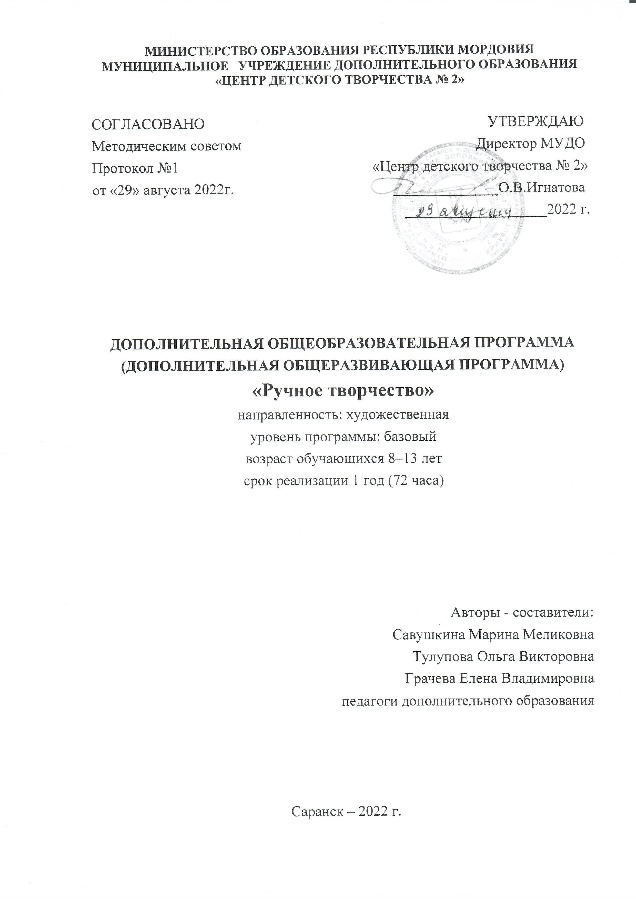 МИНИСТЕРСТВО ОБРАЗОВАНИЯ РЕСПУБЛИКИ МОРДОВИЯ
МУНИЦИПАЛЬНОЕ УЧРЕЖДЕНИЕ ДОПОЛНИТЕЛЬНОГО ОБРАЗОВАНИЯ
«ЦЕНТР ДЕТСКОГО ТВОРЧЕСТВА № 2»
СОГЛАСОВАНО
Методическим советом
Протокол №1
от «29» августа 2022г.
УТВЕРЖДАЮ
Директор МУДО
«Центр детского творчества № 2»
О.В.Игнатова
29 августа 2022 г.
ДОПОЛНИТЕЛЬНАЯ ОБЩЕОБРАЗОВАТЕЛЬНАЯ ПРОГРАММА
(ДОПОЛНИТЕЛЬНАЯ ОБЩЕРАЗВИВАЮЩАЯ ПРОГРАММА)
«Ручное творчество»
направленность: художественная
уровень программы: базовый
возраст обучающихся 8–13 лет
срок реализации 1 год (72 часа)
Авторы - составители:
Савушкина Марина Меликовна
Тулупова Ольга Викторовна
Грачева Елена Владимировна
педагоги дополнительного образования
Саранск – 2022 г.